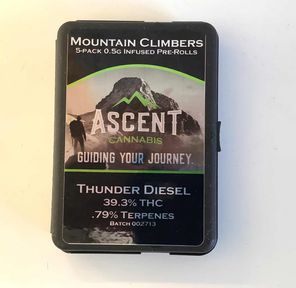 MOUNTAIN CLIMBERS
5-PACK 0.5G INFUSED PRE-ROLLS
ASCENT
CANNABIS
GUIDING YOUR JOURNEY.
THUNDER DIESEL
39.3% THC
.79% TERPENES
BATCH 002713